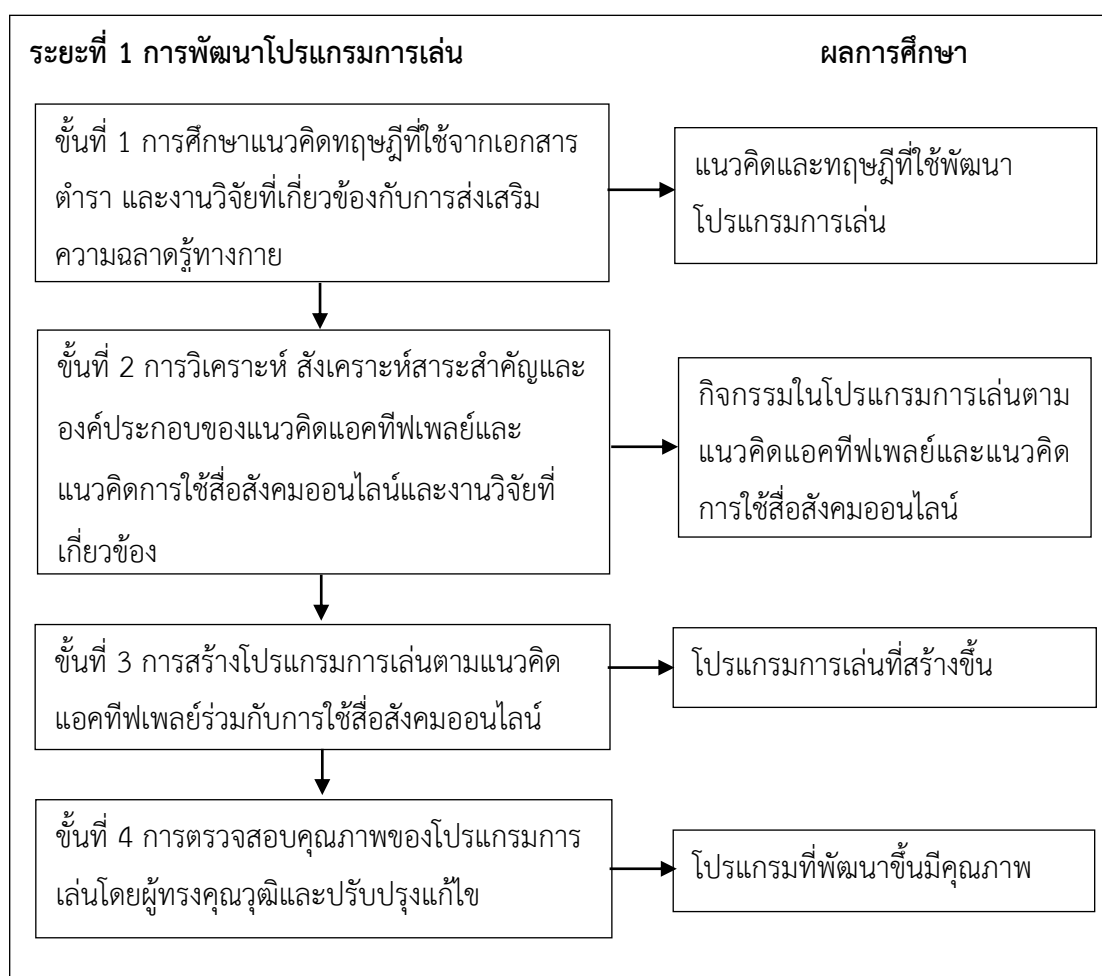 ระยะที่ 1 การพัฒนาโปรแกรมการเล่น
ผลการศึกษา
ขั้นที่ 1 การศึกษาแนวคิดทฤษฎีที่ใช้จากเอกสาร
ตำรา และงานวิจัยที่เกี่ยวข้องกับการส่งเสริม
ความฉลาดรู้ทางกาย
แนวคิดและทฤษฎีที่ใช้พัฒนา
โปรแกรมการเล่น
ขั้นที่ 2 การวิเคราะห์ สังเคราะห์สาระสำคัญและ
องค์ประกอบของแนวคิดแอคทีฟเพลย์และ
แนวคิดการใช้สื่อสังคมออนไลน์และงานวิจัยที่
เกี่ยวข้อง
กิจกรรมในโปรแกรมการเล่นตาม
แนวคิดแอคทีฟเพลย์และแนวคิด
การใช้สื่อสังคมออนไลน์
ขั้นที่ 3 การสร้างโปรแกรมการเล่นตามแนวคิด
แอคทีฟเพลย์ร่วมกับการใช้สื่อสังคมออนไลน์
โปรแกรมการเล่นที่สร้างขึ้น
ขั้นที่ 4 การตรวจสอบคุณภาพของโปรแกรมการ
เล่นโดยผู้ทรงคุณวุฒิและปรับปรุงแก้ไข
โปรแกรมที่พัฒนาขึ้นมีคุณภาพ